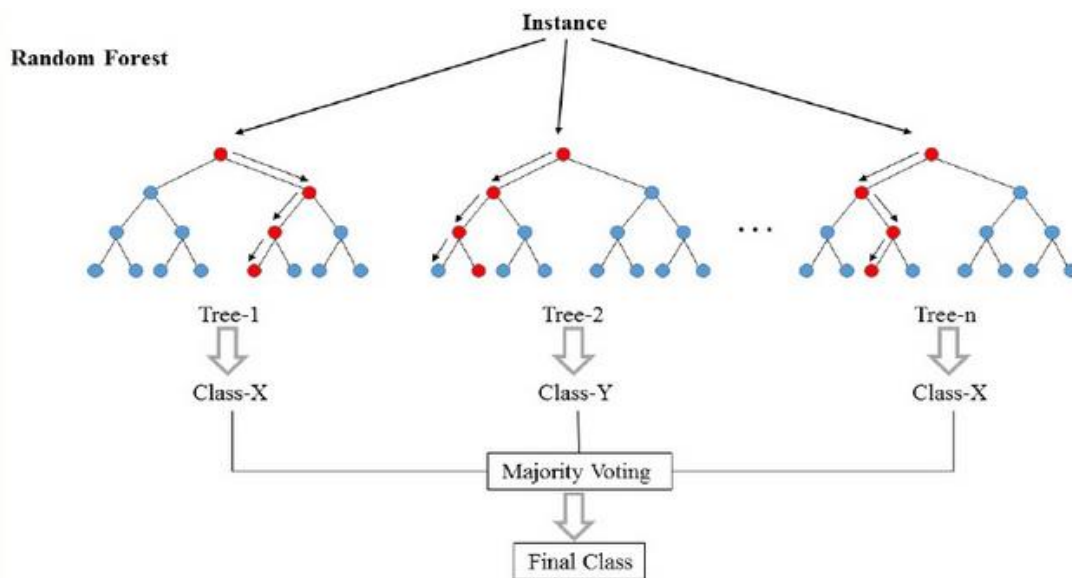 Instance
Random Forest
...
Tree-1
Tree-2
Tree-n
Class-X
Class-Y
Class-X
Majority Voting
Final Class